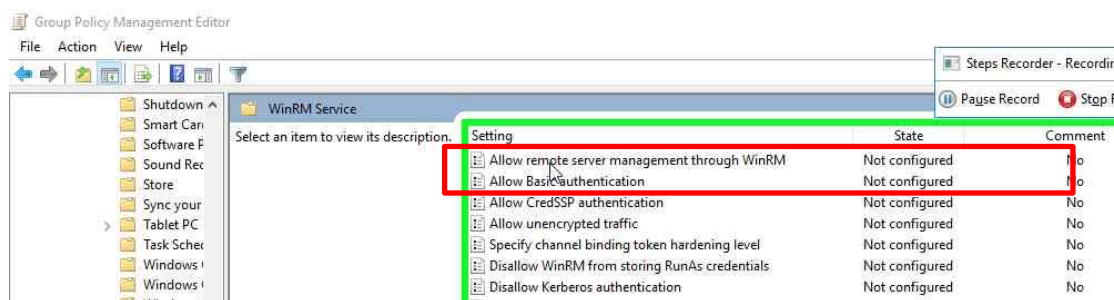 Group Policy Management Editor
File Action View Help
Steps Recorder - Recordin
Pause Record Stop R
Shutdown
Smart Car
Software P
Sound Rec
Store
Sync your
Tablet PC
Task Sched
Windows
Windows
WinRM Service
Select an item to view its description.
Setting State Comment
Allow remote server management through WinRM Not configured No
Allow Basic authentication Not configured No
Allow CredSSP authentication Not configured No
Allow unencrypted traffic Not configured No
Specify channel binding token hardening level Not configured No
Disallow WinRM from storing RunAs credentials Not configured No
Disallow Kerberos authentication Not configured No